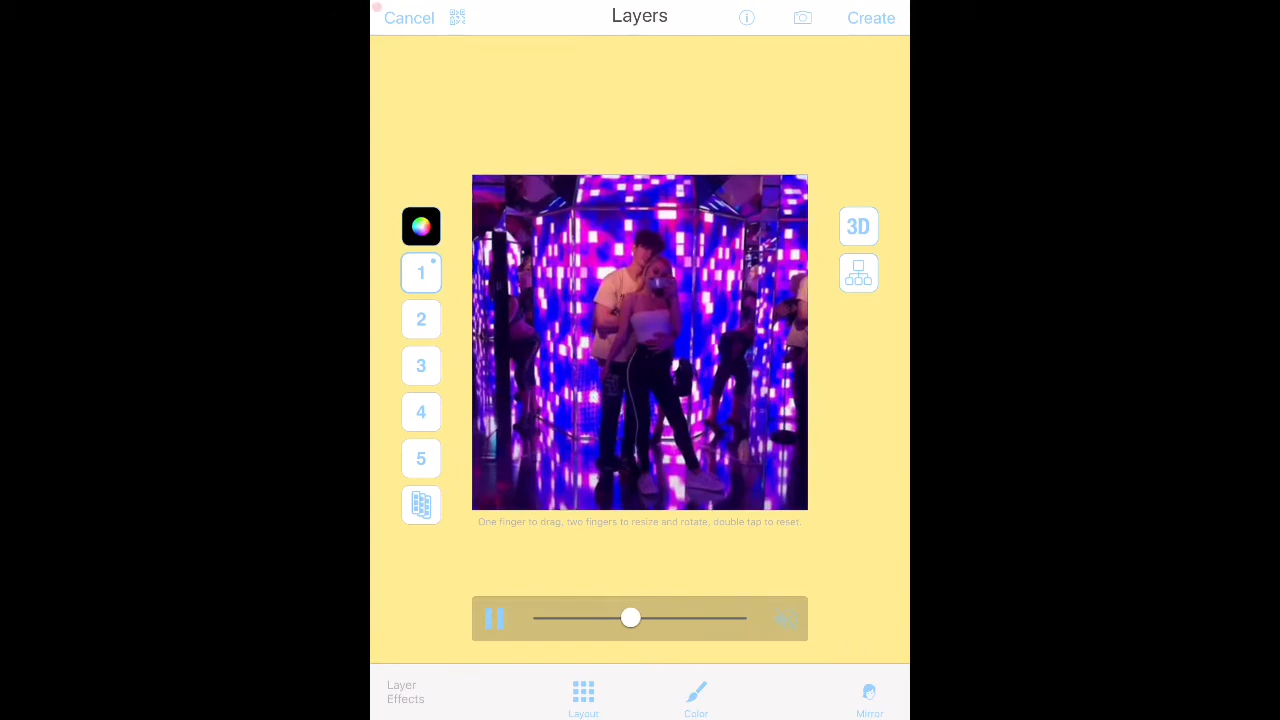 Cancel
Layers
Create
3D
1
2
3
4
5
One finger to drag, two fingers to resize and rotate, double tap to reset.
Layer
Effects
Layout
Color
Mirror